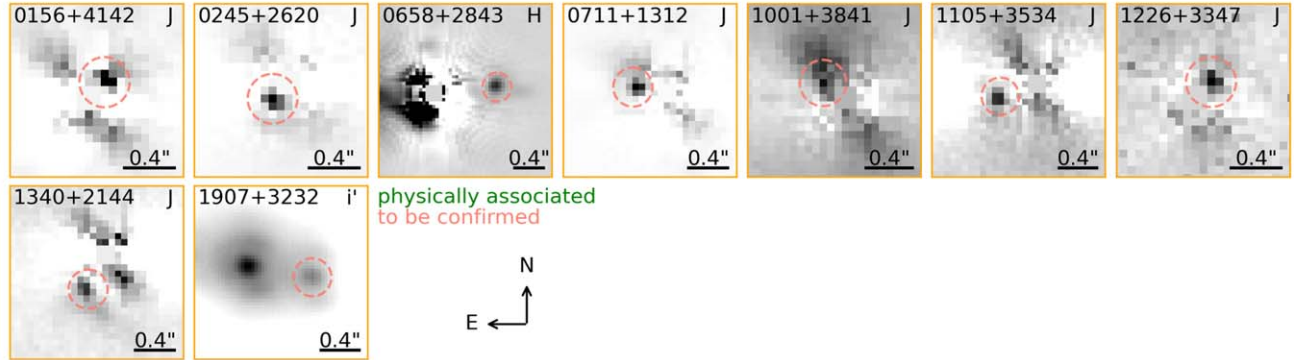 0156+4142 J
0.4"
0245+2620 J
0.4"
0658+2843 H
0.4"
0711+1312 J
0.4"
1001+3841 J
0.4"
1105+3534 J
0.4"
1226+3347 J
0.4"
1340+2144 J
0.4"
1907+3232 i'
0.4"
physically associated
to be confirmed
N
E